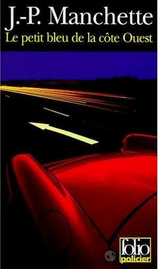 J.-P. Manchette
Le petit bleu de la côte Ouest
folio
policier